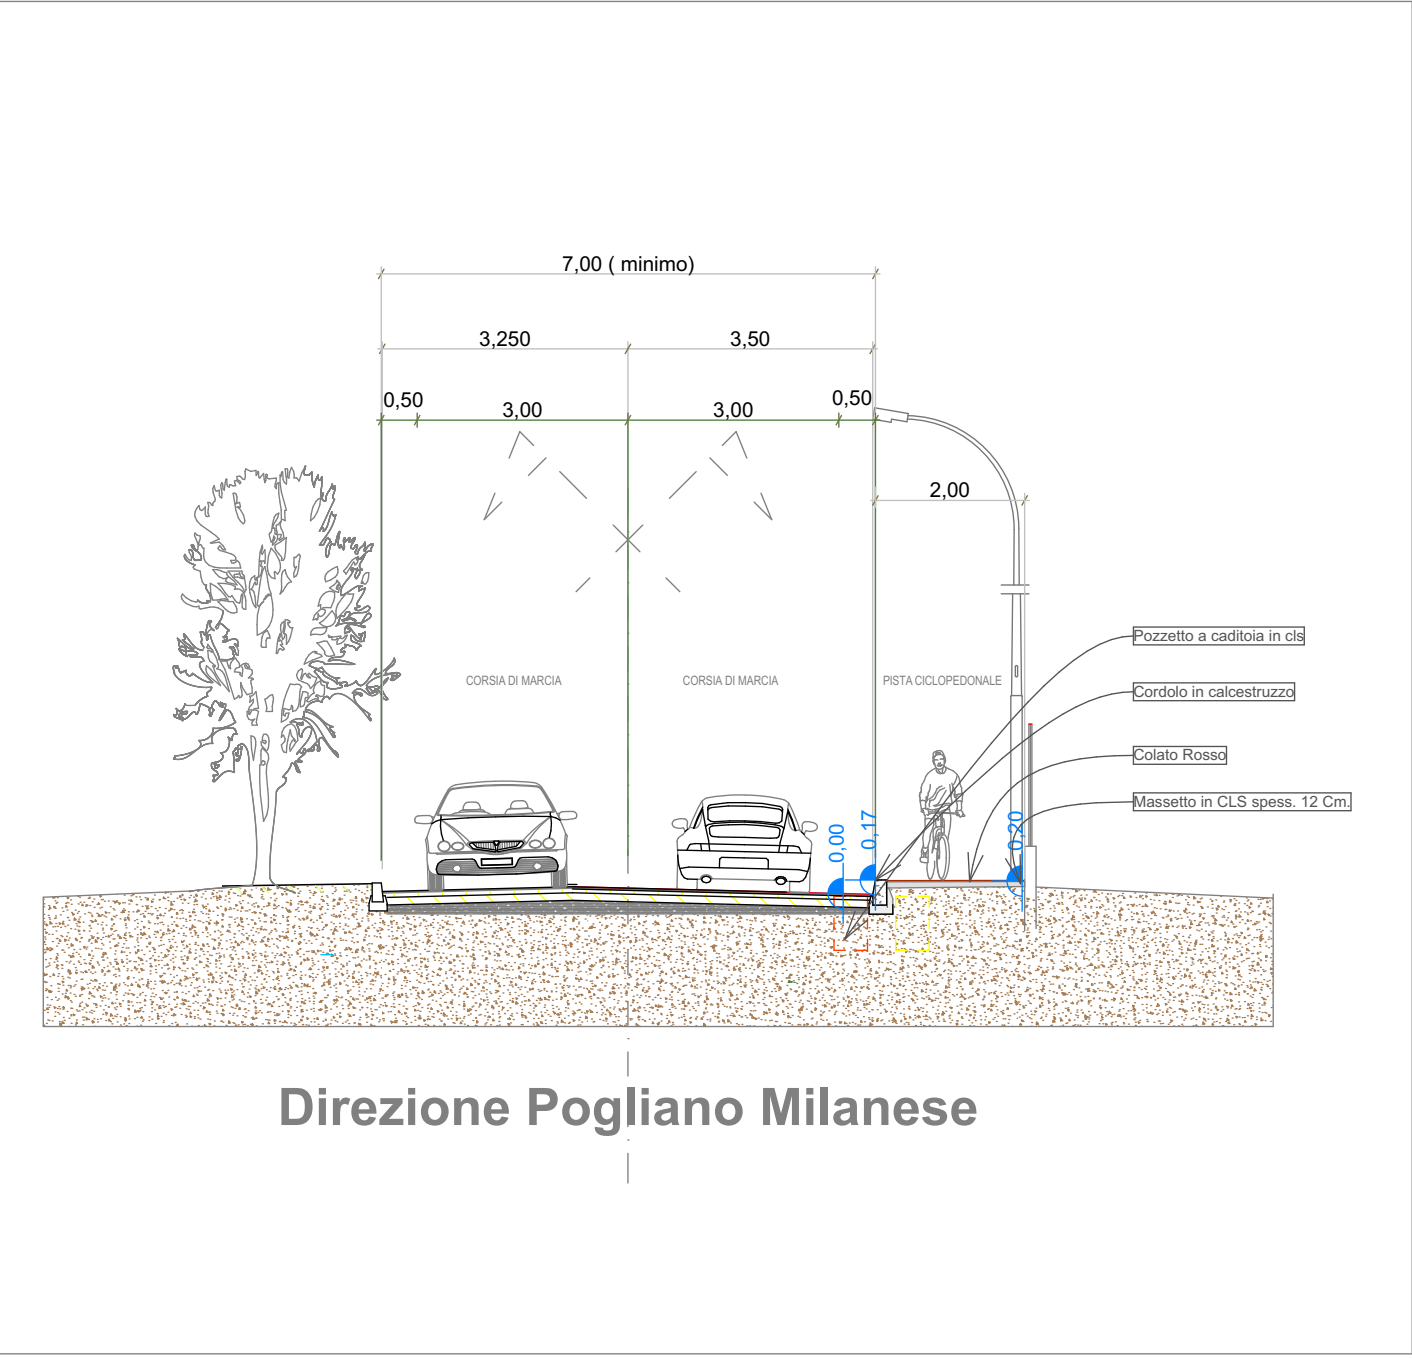 7,00 ( minimo)
3,250
3,50
0,50
3,00
3,00
0,50
2,00
Pozzetto a caditoia in cls
CORSIA DI MARCIA
CORSIA DI MARCIA
PISTA CICLOPEDONALE
Cordolo in calcestruzzo
Colato Rosso
Massetto in CLS spess. 12 Cm.
0,00
0,17
0,20
Direzione Pogliano Milanese